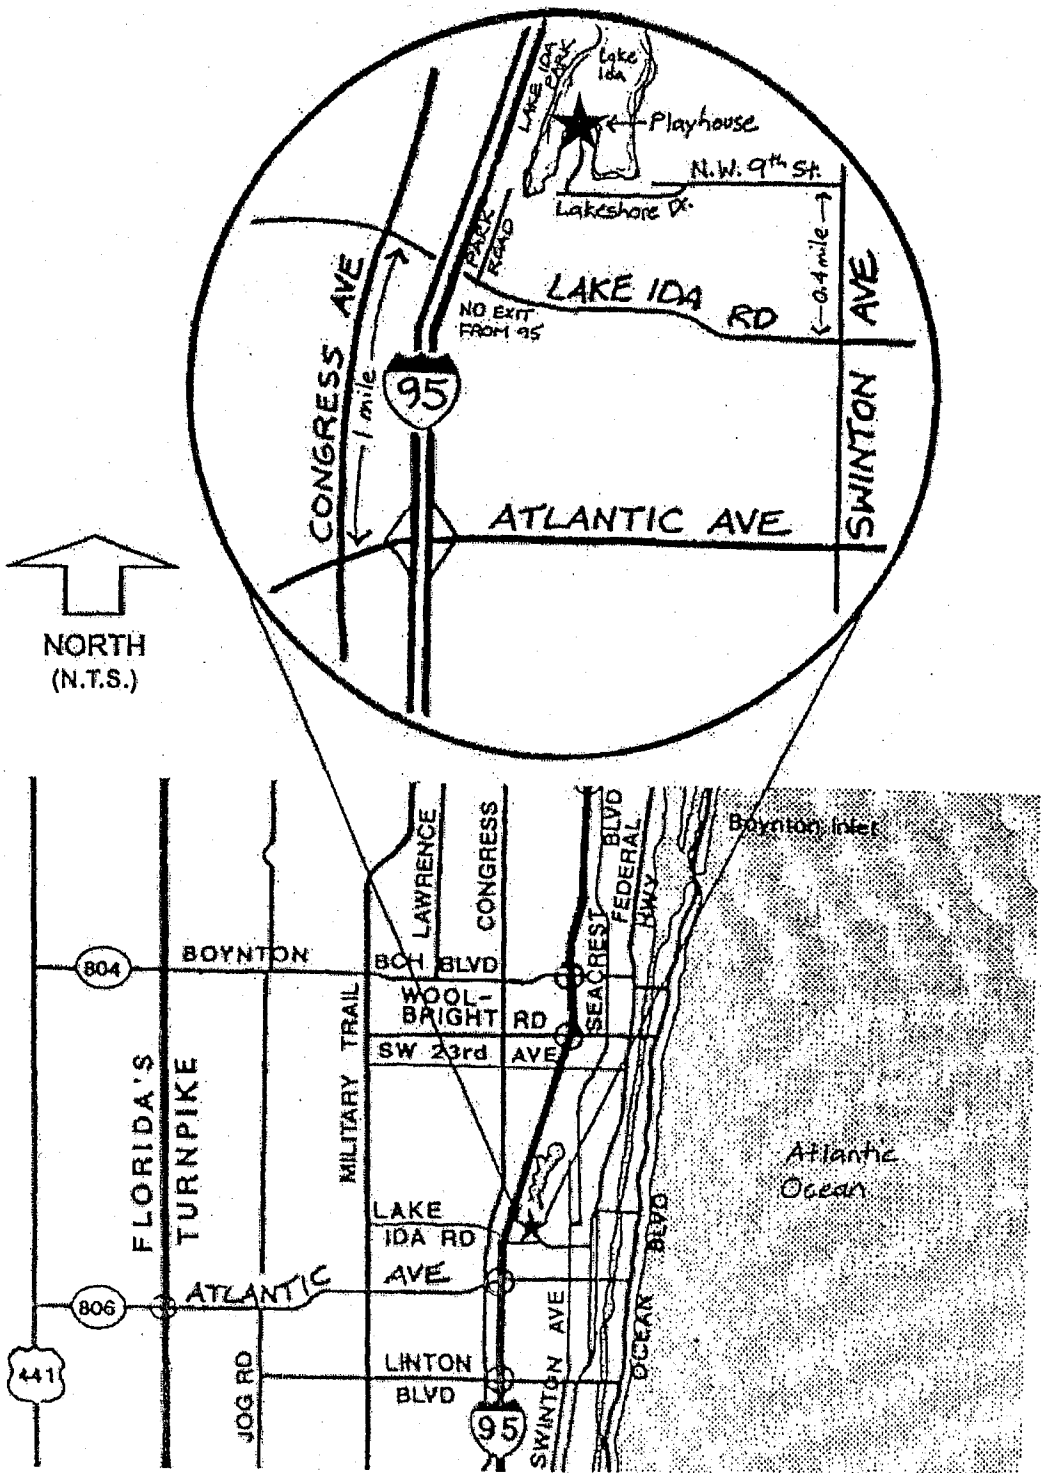 LAKE IDA
PARK
Lake
Ida
Playhouse
N.W. 9th St.
Lakeshore Dr.
PARK
ROAD
0.4 mile
CONGRESS AVE
1 mile
LAKE IDA RD
NO EXIT
FROM 95
95
SWINTON AVE
ATLANTIC AVE
NORTH
(N.T.S.)
LAWRENCE
CONGRESS
SEACREST BLVD
FEDERAL HWY
Boynton Inlet
804
BOYNTON BCH BLVD
WOOL-
BRIGHT RD
SW 23rd AVE
FLORIDA'S
TURNPIKE
MILITARY TRAIL
Atlantic
Ocean
LAKE
IDA RD
806
ATLANTIC AVE
OCEAN BLVD
441
JOG RD
LINTON
BLVD
95
SWINTON AVE